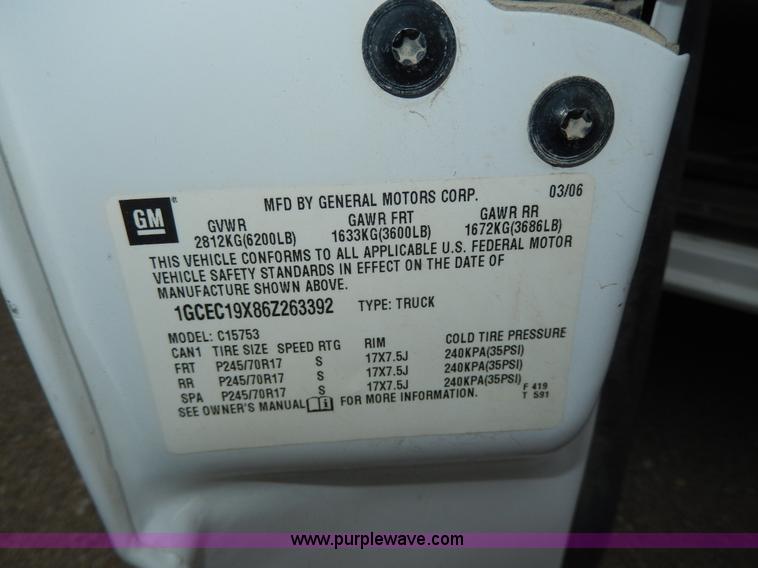 GM
MFD BY GENERAL MOTORS CORP. 03/06
GVWR GAWR FRT GAWR RR
2812KG(6200LB) 1633KG(3600LB) 1672KG(3686LB)
THIS VEHICLE CONFORMS TO ALL APPLICABLE U.S. FEDERAL MOTOR
VEHICLE SAFETY STANDARDS IN EFFECT ON THE DATE OF
MANUFACTURE SHOWN ABOVE.
1GCEC19X86Z263392 TYPE: TRUCK
MODEL: C15753
CAN1 TIRE SIZE SPEED RTG RIM COLD TIRE PRESSURE
FRT P245/70R17 S 17X7.5J 240KPA(35PSI)
RR P245/70R17 S 17X7.5J 240KPA(35PSI)
SPA P245/70R17 S 17X7.5J 240KPA(35PSI)
SEE OWNER'S MANUAL FOR MORE INFORMATION.
F 419
T 591
www.purplewave.com